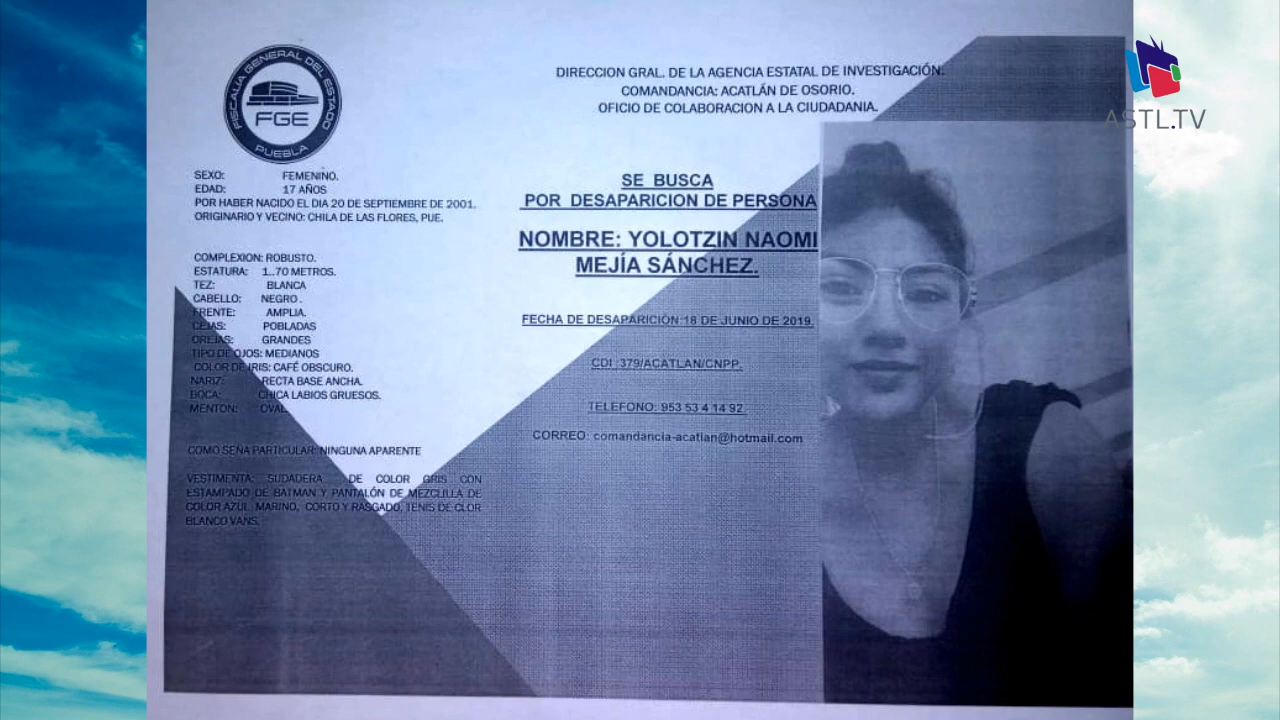 FISCALIA GENERAL DEL ESTADO
FGE
PUEBLA
DIRECCION GRAL. DE LA AGENCIA ESTATAL DE INVESTIGACIÓN.
COMANDANCIA: ACATLÁN DE OSORIO.
OFICIO DE COLABORACION A LA CIUDADANIA.
ASTL.TV
SEXO: FEMENINO.
EDAD: 17 AÑOS
POR HABER NACIDO EL DIA 20 DE SEPTIEMBRE DE 2001.
ORIGINARIO Y VECINO: CHILA DE LAS FLORES, PUE.
COMPLEXION: ROBUSTO.
ESTATURA: 1..70 METROS.
TEZ: BLANCA
CABELLO: NEGRO .
FRENTE: AMPLIA.
CEJAS: POBLADAS
OREJAS: GRANDES
TIPO DE OJOS: MEDIANOS
COLOR DE IRIS: CAFÉ OBSCURO.
NARIZ: RECTA BASE ANCHA.
BOCA: CHICA LABIOS GRUESOS.
MENTON: OVAL.
COMO SEÑA PARTICULAR: NINGUNA APARENTE
VESTIMENTA: SUDADERA DE COLOR GRIS CON
ESTAMPADO DE BATMAN Y PANTALÓN DE MEZCLILLA DE
COLOR AZUL MARINO, CORTO Y RASGADO, TENIS DE CLOR
BLANCO VANS.
SE BUSCA
POR DESAPARICION DE PERSONA
NOMBRE: YOLOTZIN NAOMI
MEJÍA SÁNCHEZ.
FECHA DE DESAPARICIÓN:18 DE JUNIO DE 2019.
CDI :379/ACATLAN/CNPP.
TELEFONO: 953 53 4 14 92.
CORREO: comandancia-acatlan@hotmail.com